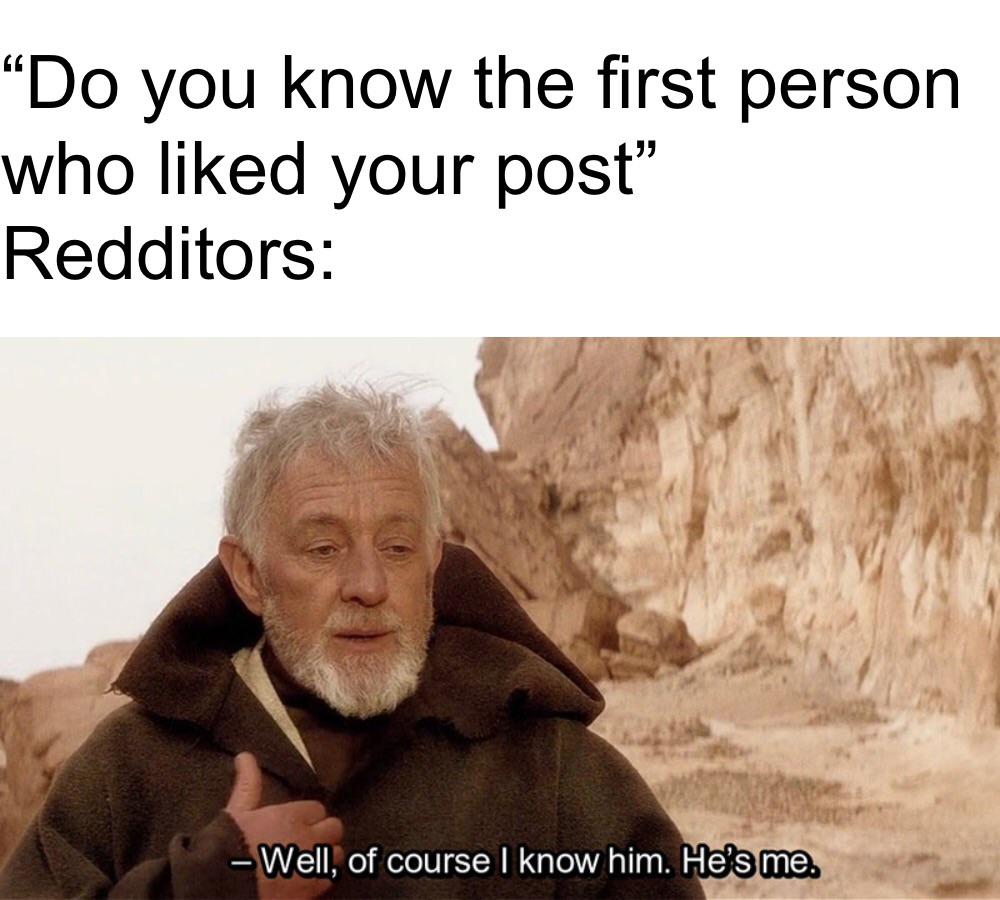 “Do you know the first person
who liked your post”
Redditors:
– Well, of course I know him. He’s me.